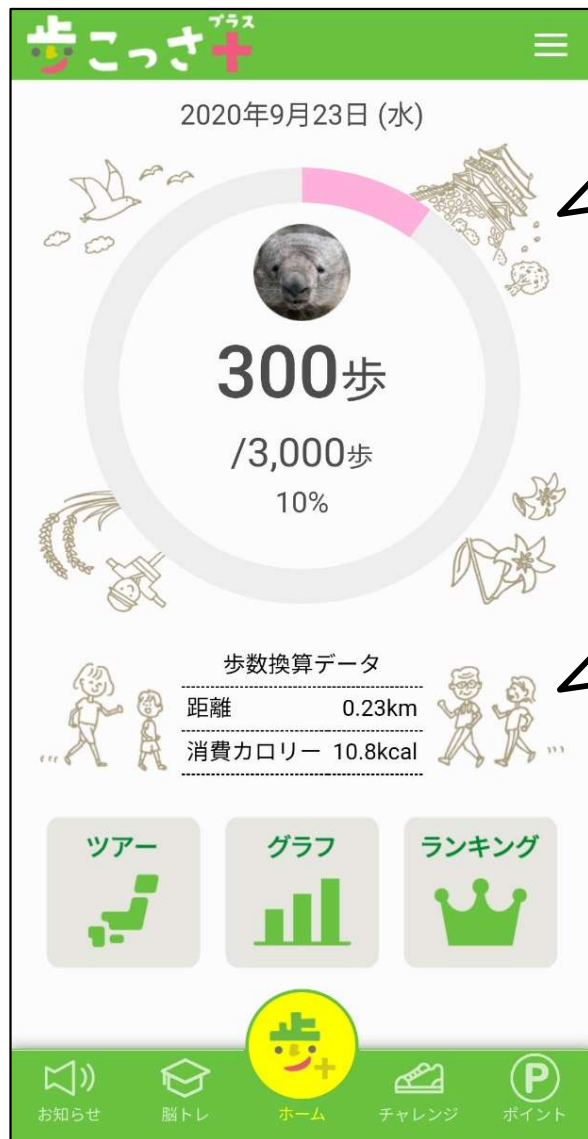 歩こっさ+
プラス
2020年9月23日 (水)
300歩
/3,000歩
10%
歩数換算データ
距離 0.23km
消費カロリー 10.8kcal
ツアー グラフ ランキング
歩+
P
お知らせ 脳トレ ホーム チャレンジ ポイント